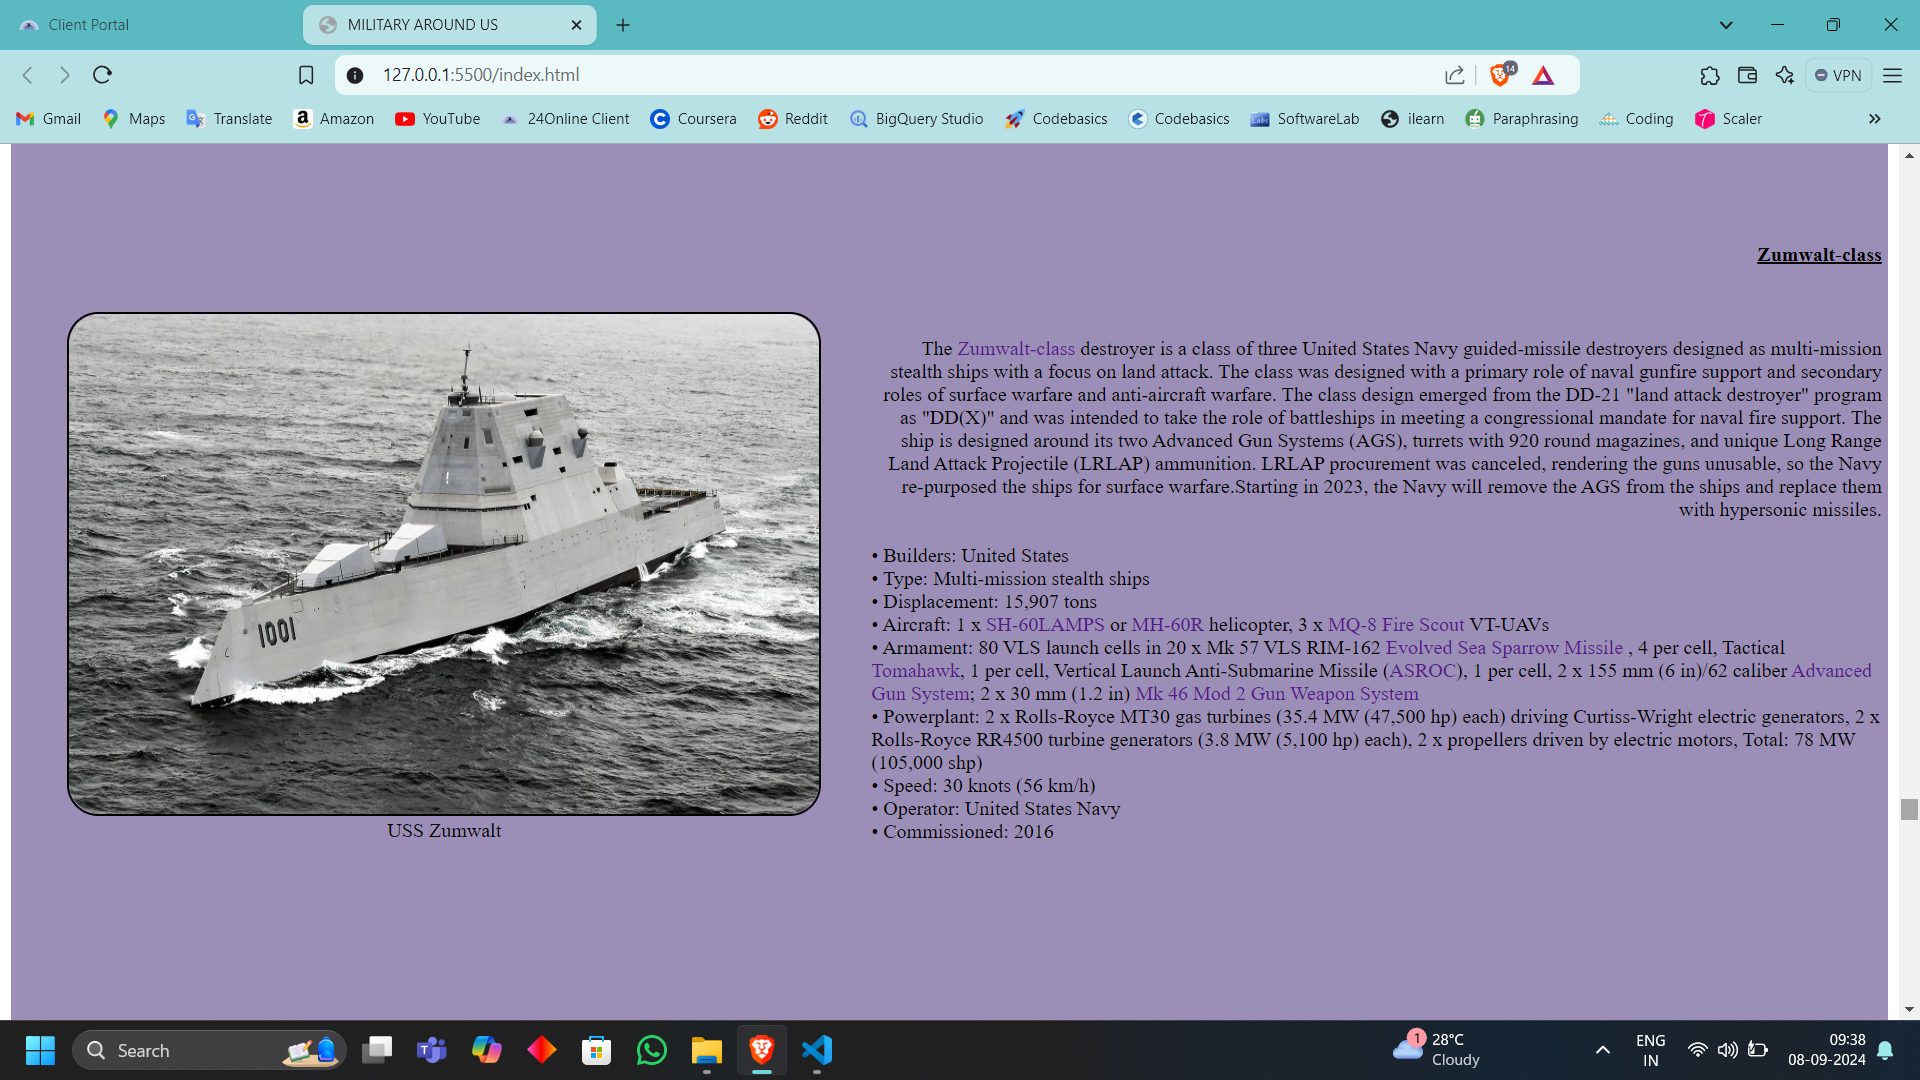 Client Portal
MILITARY AROUND US
127.0.0.1:5500/index.html
14
VPN
Gmail
Maps
Translate
Amazon
YouTube
24Online Client
Coursera
Reddit
BigQuery Studio
Codebasics
Codebasics
SoftwareLab
ilearn
Paraphrasing
Coding
Scaler
Zumwalt-class
The Zumwalt-class destroyer is a class of three United States Navy guided-missile destroyers designed as multi-mission
stealth ships with a focus on land attack. The class was designed with a primary role of naval gunfire support and secondary
roles of surface warfare and anti-aircraft warfare. The class design emerged from the DD-21 "land attack destroyer" program
as "DD(X)" and was intended to take the role of battleships in meeting a congressional mandate for naval fire support. The
ship is designed around its two Advanced Gun Systems (AGS), turrets with 920 round magazines, and unique Long Range
Land Attack Projectile (LRLAP) ammunition. LRLAP procurement was canceled, rendering the guns unusable, so the Navy
re-purposed the ships for surface warfare.Starting in 2023, the Navy will remove the AGS from the ships and replace them
with hypersonic missiles.
1001
USS Zumwalt
• Builders: United States
• Type: Multi-mission stealth ships
• Displacement: 15,907 tons
• Aircraft: 1 x SH-60LAMPS or MH-60R helicopter, 3 x MQ-8 Fire Scout VT-UAVs
• Armament: 80 VLS launch cells in 20 x Mk 57 VLS RIM-162 Evolved Sea Sparrow Missile , 4 per cell, Tactical
Tomahawk, 1 per cell, Vertical Launch Anti-Submarine Missile (ASROC), 1 per cell, 2 x 155 mm (6 in)/62 caliber Advanced
Gun System; 2 x 30 mm (1.2 in) Mk 46 Mod 2 Gun Weapon System
• Powerplant: 2 x Rolls-Royce MT30 gas turbines (35.4 MW (47,500 hp) each) driving Curtiss-Wright electric generators, 2 x
Rolls-Royce RR4500 turbine generators (3.8 MW (5,100 hp) each), 2 x propellers driven by electric motors, Total: 78 MW
(105,000 shp)
• Speed: 30 knots (56 km/h)
• Operator: United States Navy
• Commissioned: 2016
Search
1
28°C
Cloudy
ENG
IN
09:38
08-09-2024